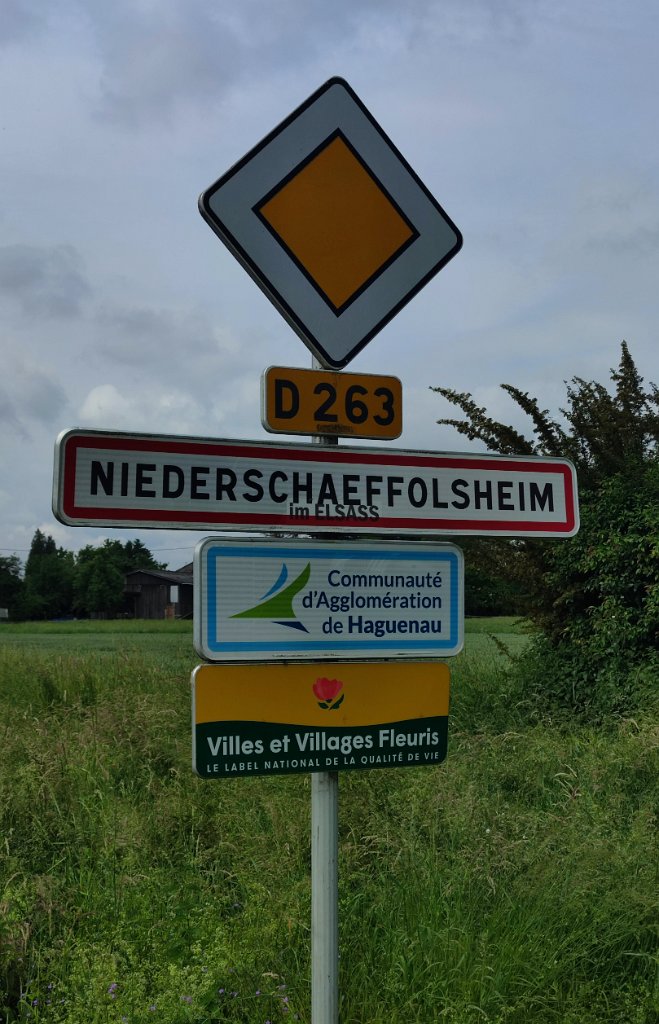 D 263
NIEDERSCHAEFFOLSHEIM
im ELSASS
Communauté
d'Agglomération
de Haguenau
Villes et Villages Fleuris
LE LABEL NATIONAL DE LA QUALITÉ DE VIE